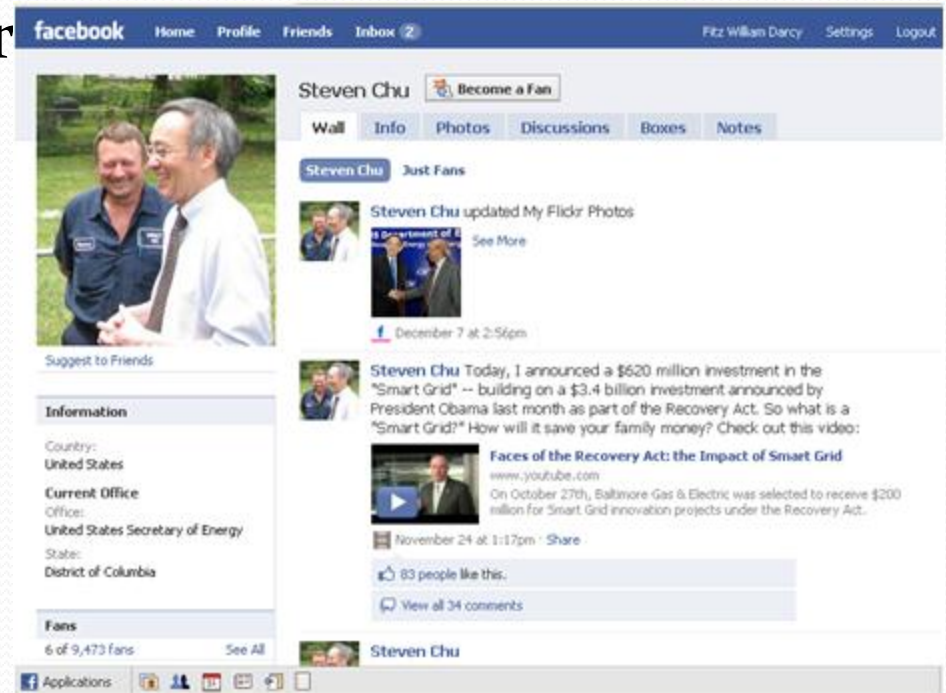 r
facebook Home Profile Friends Inbox 2 Fitz William Darcy Settings Logout
Steven Chu Become a Fan
Wall Info Photos Discussions Boxes Notes
Steven Chu Just Fans
Steven Chu updated My Flickr Photos
See More
December 7 at 2:56pm
Suggest to Friends
Information
Country:
United States
Current Office
Office:
United States Secretary of Energy
State:
District of Columbia
Fans
6 of 9,473 fans See All
Steven Chu Today, I announced a $620 million investment in the
"Smart Grid" -- building on a $3.4 billion investment announced by
President Obama last month as part of the Recovery Act. So what is a
"Smart Grid?" How will it save your family money? Check out this video:
Faces of the Recovery Act: the Impact of Smart Grid
www.youtube.com
On October 27th, Baltimore Gas & Electric was selected to receive $200
million for Smart Grid innovation projects under the Recovery Act.
November 24 at 1:17pm · Share
83 people like this.
View all 34 comments
Steven Chu
Applications